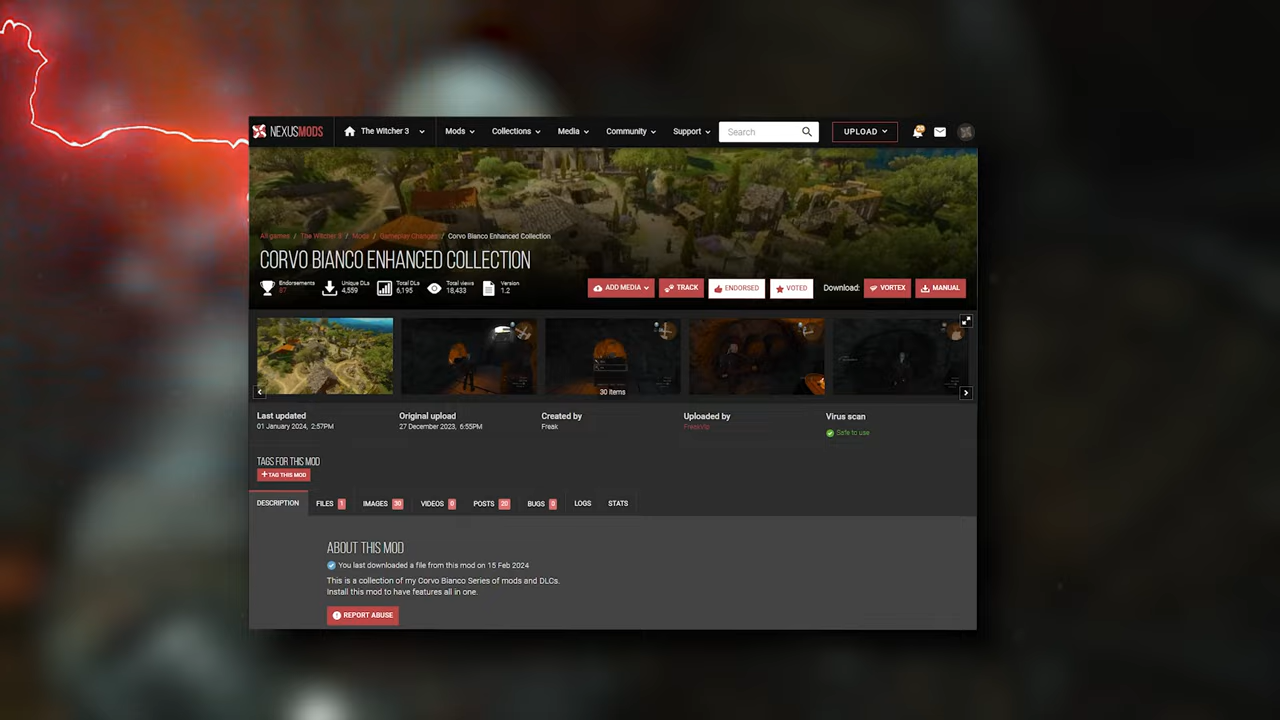 NEXUSMODS The Witcher 3 Mods Collections Media Community Support Search UPLOAD
All games / The Witcher 3 / Mods / Gameplay Changes / Corvo Bianco Enhanced Collection
CORVO BIANCO ENHANCED COLLECTION
Endorsements Unique DLs Total DLs Total views Version
87 4,559 6,195 18,433 1.2
ADD MEDIA TRACK ENDORSED VOTED Download: VORTEX MANUAL
30 items
Last updated Original upload Created by Uploaded by Virus scan
01 January 2024, 2:57PM 27 December 2023, 6:55PM Freak Safe to use
TAGS FOR THIS MOD
+ TAG THIS MOD
DESCRIPTION FILES 1 IMAGES 30 VIDEOS 0 POSTS 20 BUGS 0 LOGS STATS
ABOUT THIS MOD
You last downloaded a file from this mod on 15 Feb 2024
This is a collection of my Corvo Bianco Series of mods and DLCs.
Install this mod to have features all in one.
REPORT ABUSE